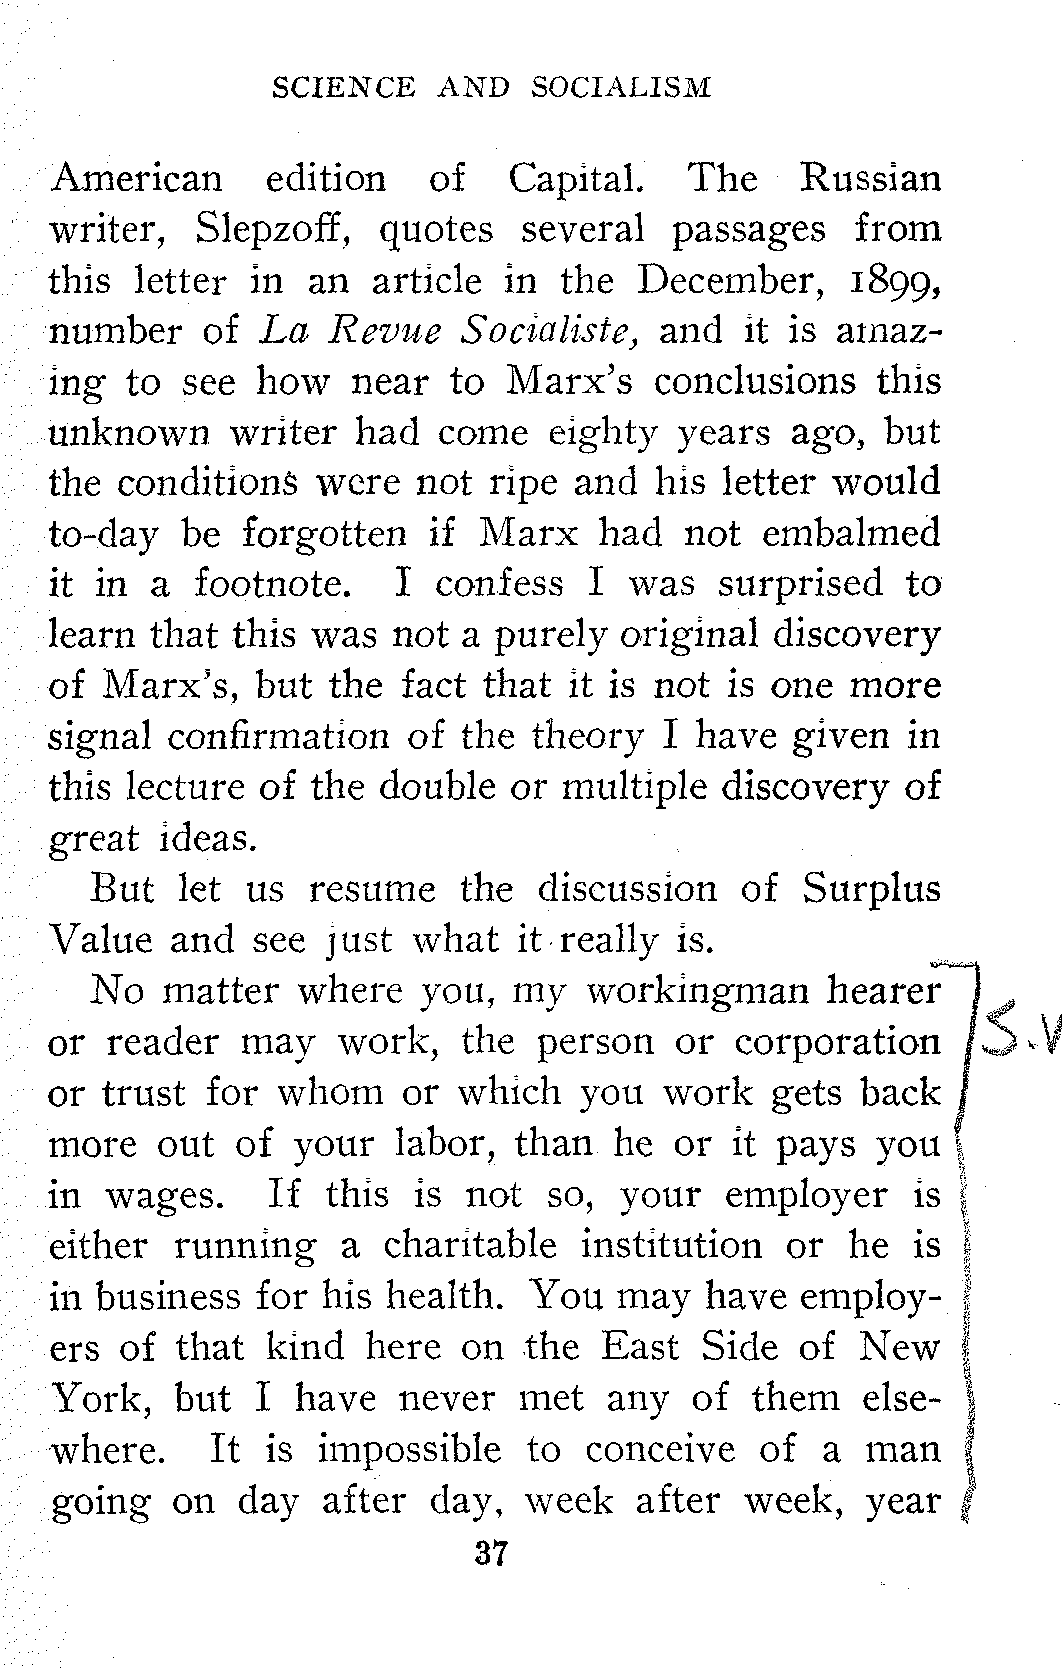 SCIENCE AND SOCIALISM
American edition of Capital. The Russian
writer, Slepzoff, quotes several passages from
this letter in an article in the December, 1899,
number of La Revue Socialiste, and it is amaz-
ing to see how near to Marx's conclusions this
unknown writer had come eighty years ago, but
the conditions were not ripe and his letter would
to-day be forgotten if Marx had not embalmed
it in a footnote. I confess I was surprised to
learn that this was not a purely original discovery
of Marx's, but the fact that it is not is one more
signal confirmation of the theory I have given in
this lecture of the double or multiple discovery of
great ideas.
But let us resume the discussion of Surplus
Value and see just what it really is.
No matter where you, my workingman hearer
or reader may work, the person or corporation
S.V
or trust for whom or which you work gets back
more out of your labor, than he or it pays you
in wages. If this is not so, your employer is
either running a charitable institution or he is
in business for his health. You may have employ-
ers of that kind here on the East Side of New
York, but I have never met any of them else-
where. It is impossible to conceive of a man
going on day after day, week after week, year
37